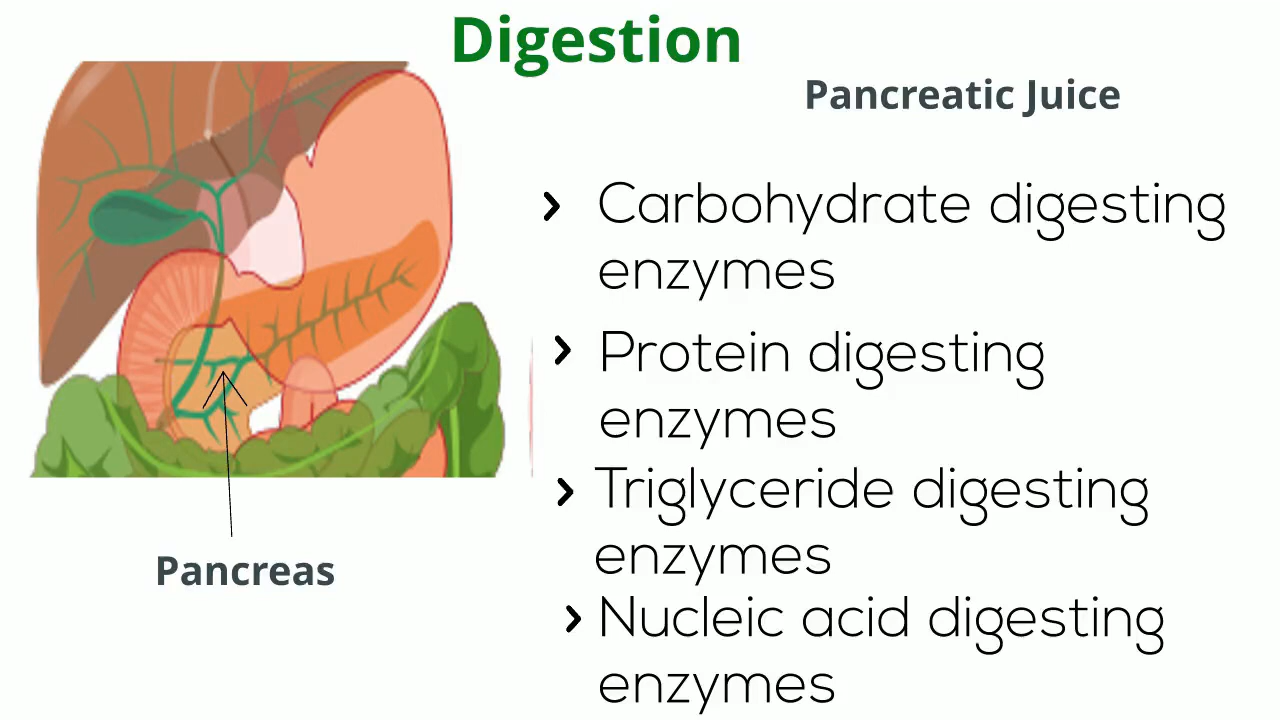 Digestion
Pancreatic Juice
Carbohydrate digesting
enzymes
Protein digesting
enzymes
Triglyceride digesting
enzymes
Nucleic acid digesting
enzymes
Pancreas